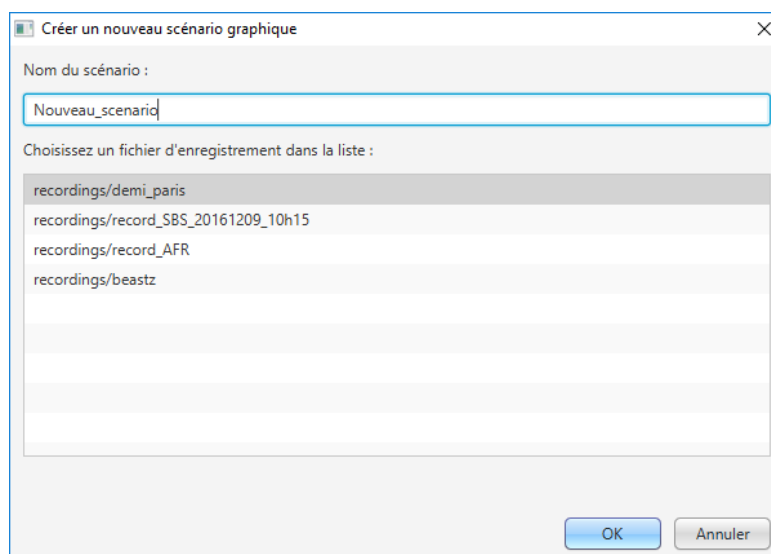 Créer un nouveau scénario graphique
Nom du scénario :
Nouveau_scenario
Choisissez un fichier d'enregistrement dans la liste :
recordings/demi_paris
recordings/record_SBS_20161209_10h15
recordings/record_AFR
recordings/beastz
OK Annuler